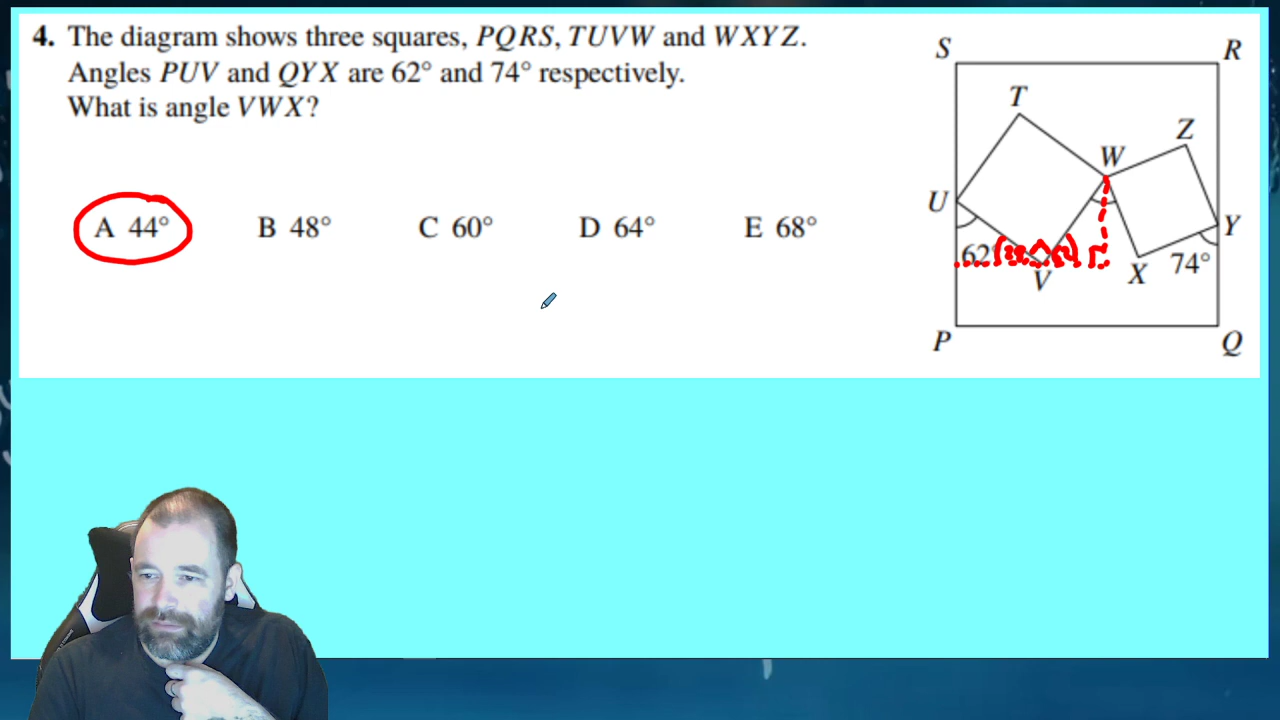 4. The diagram shows three squares, PQRS, TUVW and WXYZ.
Angles PUV and QYX are 62° and 74° respectively.
What is angle VWX?
A 44° B 48° C 60° D 64° E 68°
S R
T
Z
W
U
Y
62
V X 74°
P Q